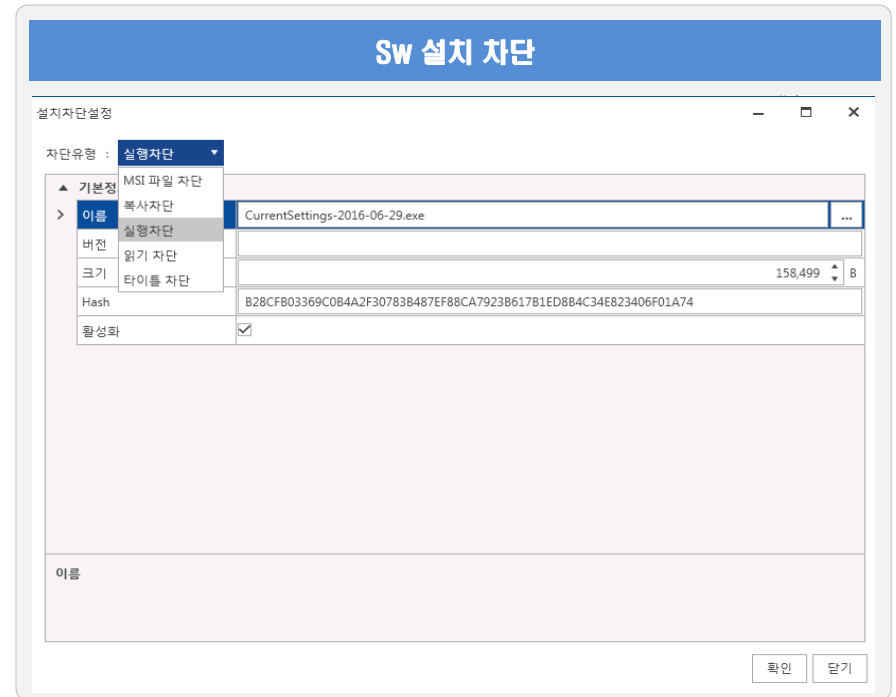 Sw 설치 차단
설치차단설정
차단유형 : 실행차단
MSI 파일 차단
복사차단
실행차단
읽기 차단
타이틀 차단
기본정
이름 CurrentSettings-2016-06-29.exe ...
버전
크기 158,499 B
Hash B28CFB03369C0B4A2F30783B487EF88CA7923B617B1ED8B4C34E823406F01A74
활성화
이름
확인 닫기